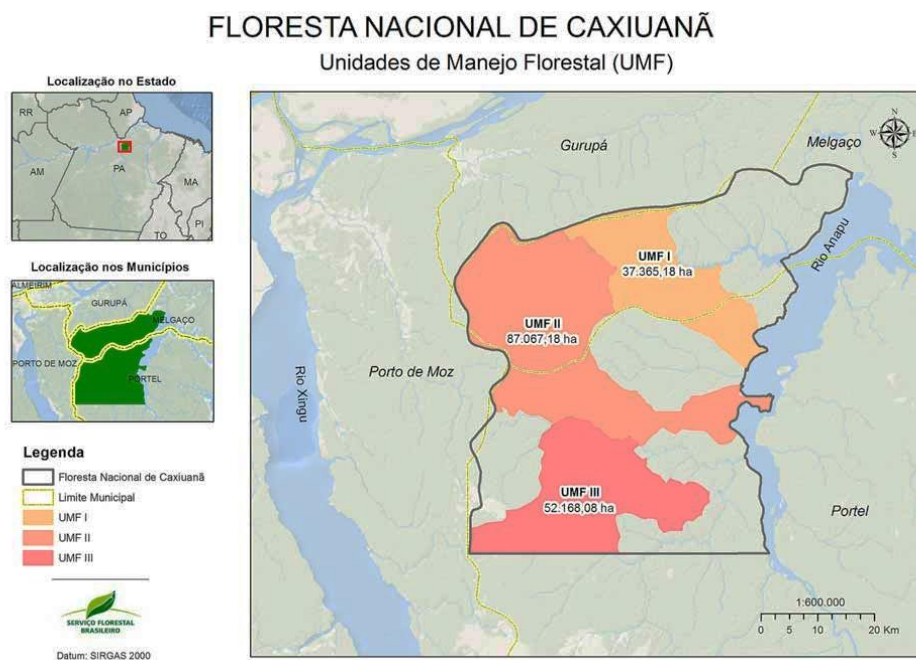 FLORESTA NACIONAL DE CAXIUANÃ
Unidades de Manejo Florestal (UMF)
Localização no Estado
RR
AP
AM
PA
MA
TO
PI
Localização nos Municípios
ALMEIRIM
GURUPÁ
MELGAÇO
PORTO DE MOZ
PORTEL
Legenda
Floresta Nacional de Caxiuanã
Limite Municipal
UMF I
UMF II
UMF III
SERVIÇO FLORESTAL
BRASILEIRO
Datum: SIRGAS 2000
Gurupá
Melgaço
N
W
E
S
Rio Anapu
UMF I
37.365,18 ha
UMF II
87.067,18 ha
Porto de Moz
Rio Xingu
UMF III
52.168,08 ha
Portel
1:600.000
0 5 10 20 Km